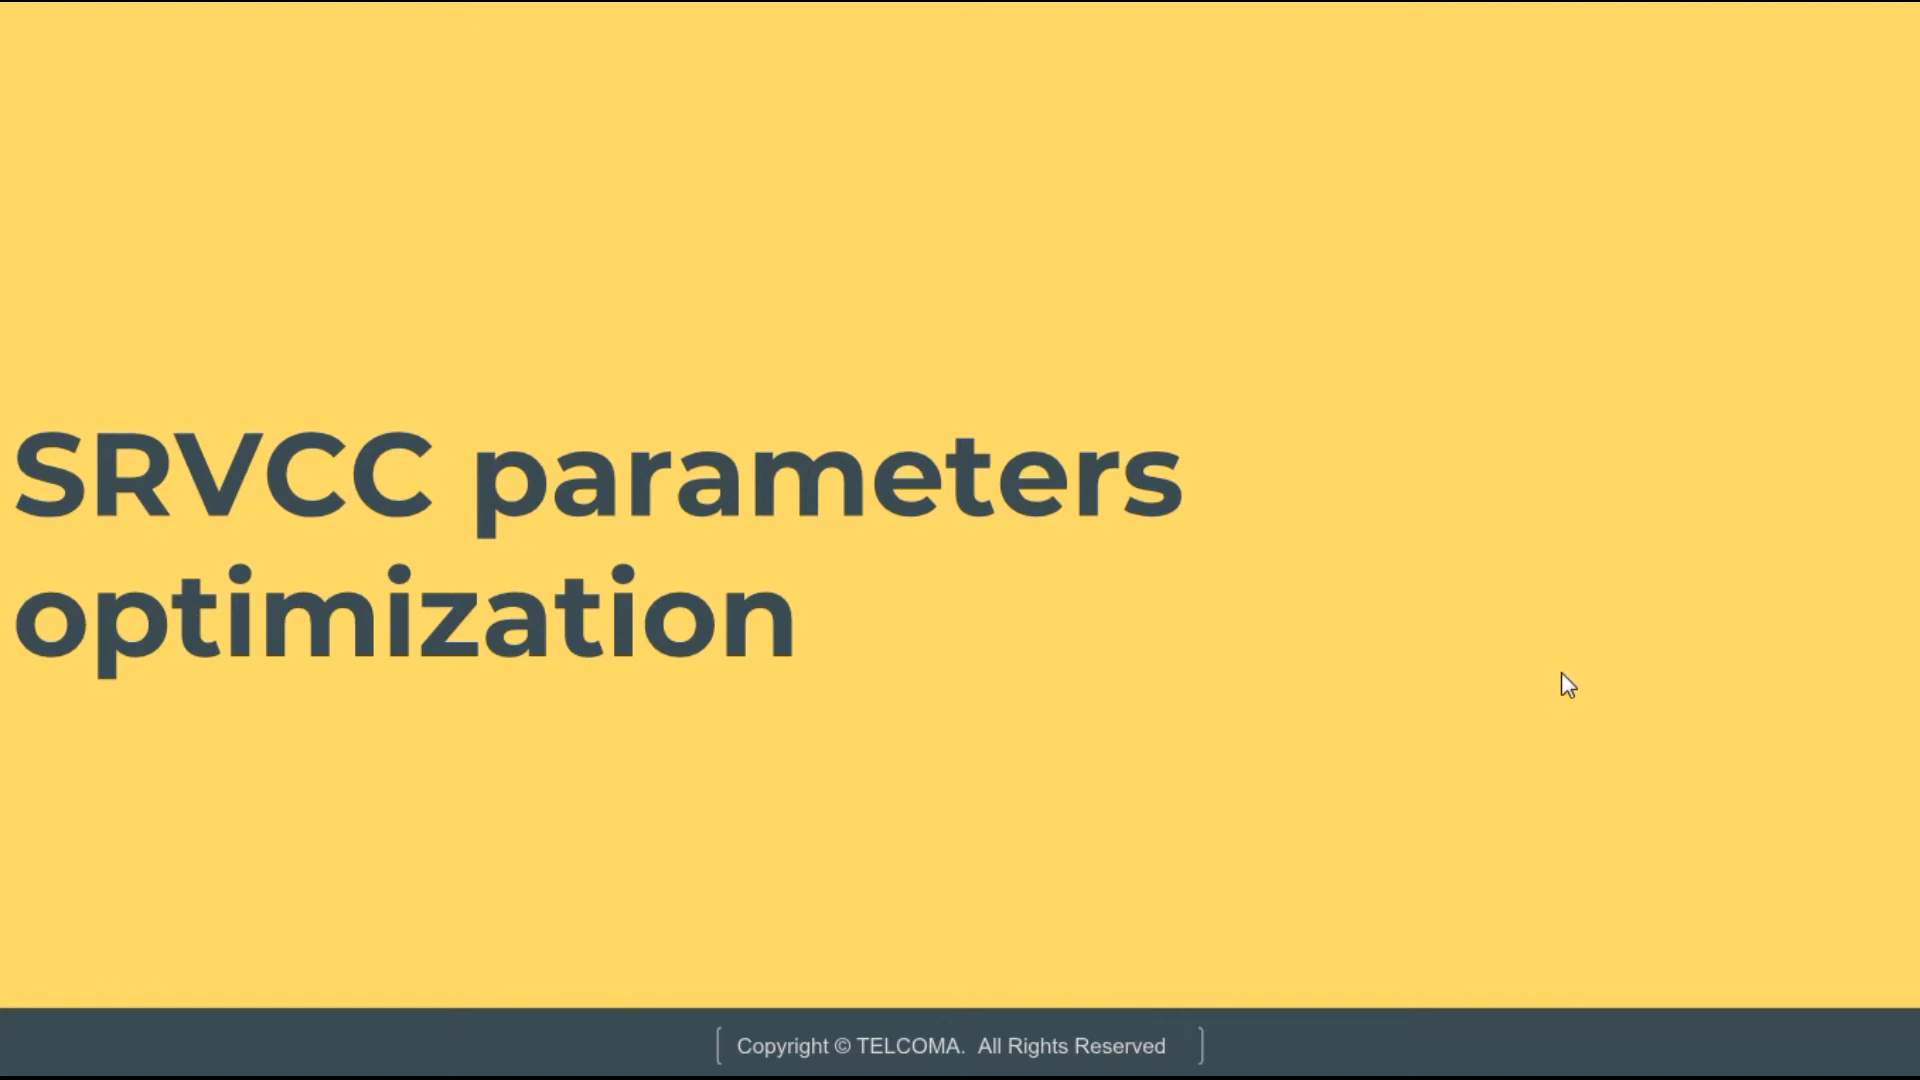 SRVCC parameters
optimization
[ Copyright © TELCOMA. All Rights Reserved ]